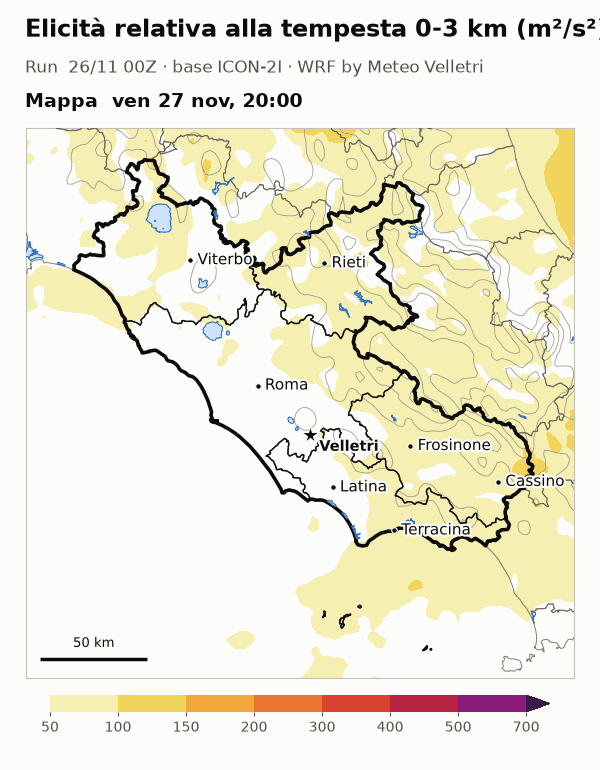 Elicità relativa alla tempesta 0-3 km (m²/s²)
Run  26/11 00Z · base ICON-2I · WRF by Meteo Velletri
Mappa  ven 27 nov, 20:00
Viterbo
Rieti
Roma
Velletri
Frosinone
Latina
Cassino
Terracina
50 km
50 100 150 200 300 400 500 700